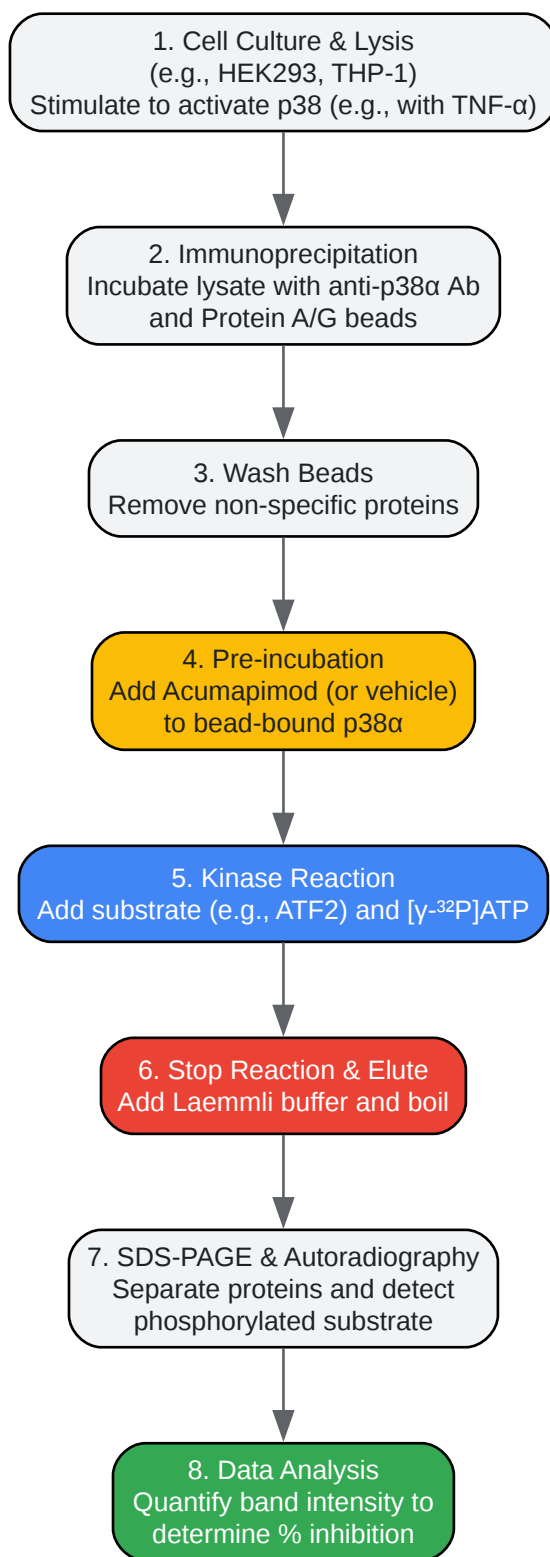 1. Cell Culture & Lysis
(e.g., HEK293, THP-1)
Stimulate to activate p38 (e.g., with TNF-α)
2. Immunoprecipitation
Incubate lysate with anti-p38α Ab
and Protein A/G beads
3. Wash Beads
Remove non-specific proteins
4. Pre-incubation
Add Acumapimod (or vehicle)
to bead-bound p38α
5. Kinase Reaction
Add substrate (e.g., ATF2) and [γ-³²P]ATP
6. Stop Reaction & Elute
Add Laemmli buffer and boil
7. SDS-PAGE & Autoradiography
Separate proteins and detect
phosphorylated substrate
8. Data Analysis
Quantify band intensity to
determine % inhibition